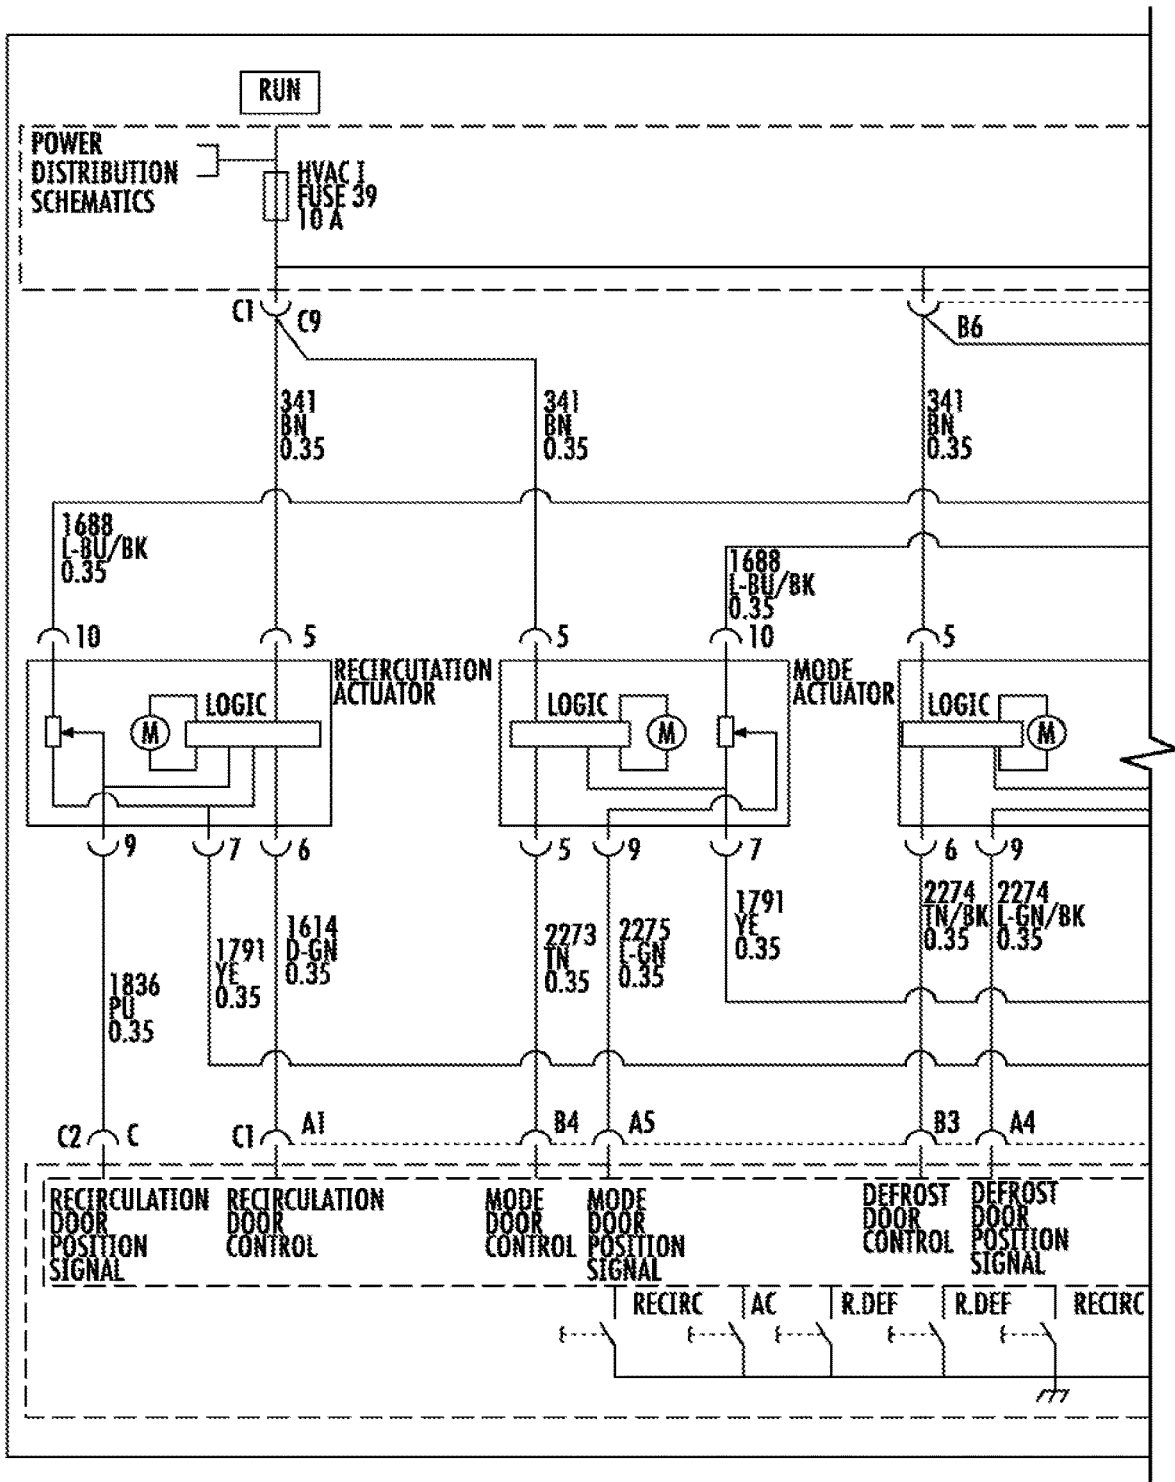 RUN
POWER
DISTRIBUTION
SCHEMATICS
HVAC I
FUSE 39
10 A
C1
C9
B6
341
BN
0.35
341
BN
0.35
341
BN
0.35
1688
L-BU/BK
0.35
1688
L-BU/BK
0.35
10
5
5
10
5
RECIRCUTATION
ACTUATOR
MODE
ACTUATOR
LOGIC
M
LOGIC
M
LOGIC
M
9
7
6
5
9
7
6
9
1836
PU
0.35
1791
YE
0.35
1614
D-GN
0.35
2273
TN
0.35
2275
L-GN
0.35
1791
YE
0.35
2274
TN/BK
0.35
2274
L-GN/BK
0.35
C2
C
C1
A1
B4
A5
B3
A4
RECIRCULATION
DOOR
POSITION
SIGNAL
RECIRCULATION
DOOR
CONTROL
MODE
DOOR
CONTROL
MODE
DOOR
POSITION
SIGNAL
DEFROST
DOOR
CONTROL
DEFROST
DOOR
POSITION
SIGNAL
RECIRC
AC
R.DEF
R.DEF
RECIRC